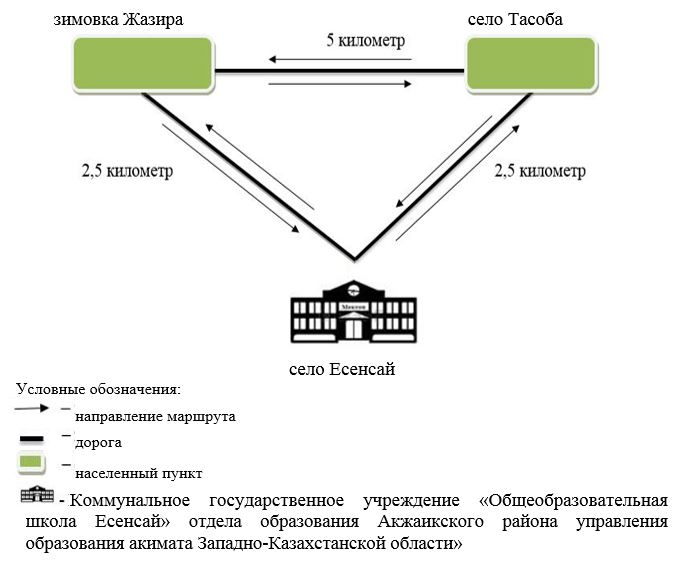 зимовка Жазира
село Тасоба
5 километр
2,5 километр
2,5 километр
Мектеп
село Есенсай
Условные обозначения:
– направление маршрута
– дорога
– населенный пункт
- Коммунальное государственное учреждение «Общеобразовательная
школа Есенсай» отдела образования Акжаикского района управления
образования акимата Западно-Казахстанской области»